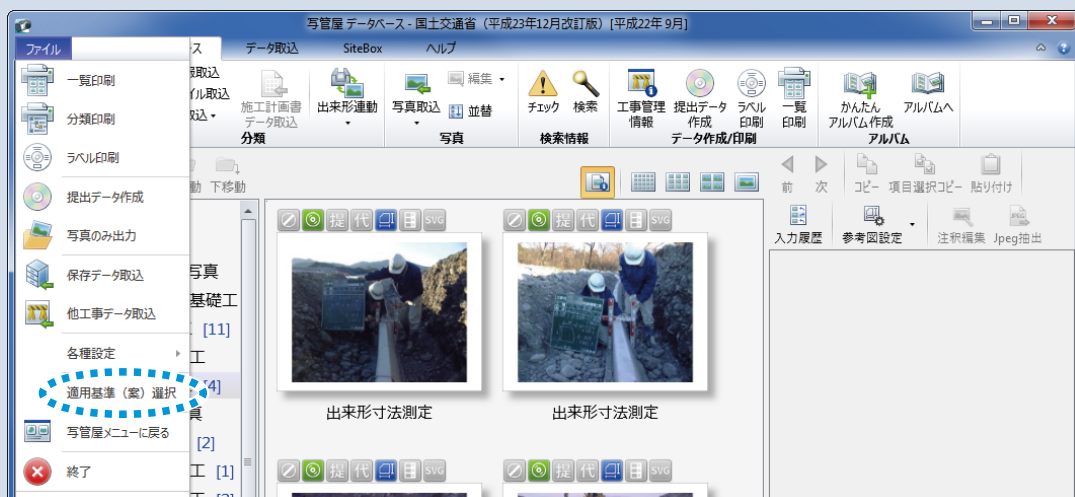 写管屋 データベース - 国土交通省（平成23年12月改訂版）[平成22年 9月]
ファイル
ス
データ取込
SiteBox
ヘルプ
一覧印刷
分類印刷
ラベル印刷
提出データ作成
写真のみ出力
保存データ取込
他工事データ取込
各種設定
適用基準（案）選択
写管屋メニューに戻る
終了
報取込
イル取込
取込
施工計画書
データ取込
分類
出来形連動
写真取込
編集
並替
写真
チェック
検索
検索情報
工事管理
情報
提出データ
作成
ラベル
印刷
一覧
印刷
データ作成/印刷
かんたん
アルバム作成
アルバムへ
アルバム
動 下移動
前
次
コピー
項目選択コピー
貼り付け
入力履歴
参考図設定
注釈編集
Jpeg抽出
写真
基礎工
[11]
工
[4]
真
[2]
工 [1]
工 [2]
提 代 SVG
提 代 SVG
出来形寸法測定
出来形寸法測定
提 代 SVG
提 代 SVG